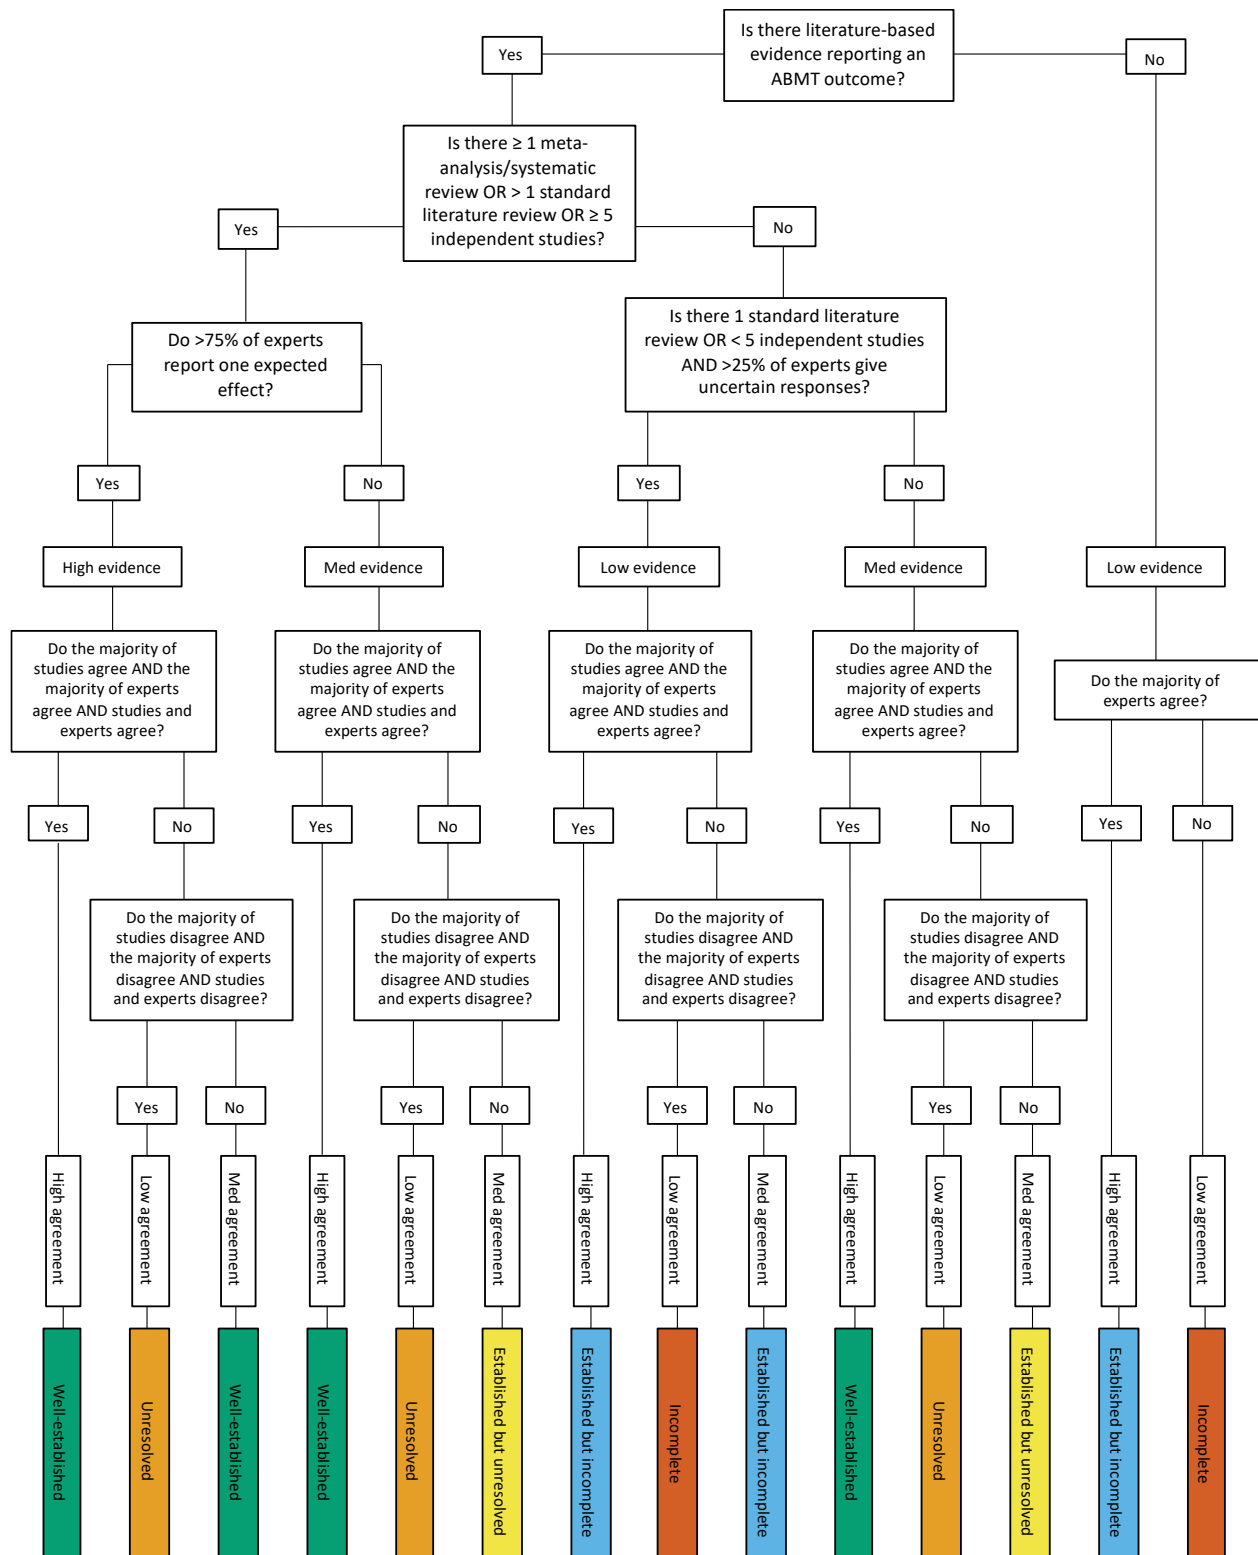 Is there literature-based
evidence reporting an
ABMT outcome?
Yes
No
Is there ≥ 1 meta-
analysis/systematic
review OR > 1 standard
literature review OR ≥ 5
independent studies?
Yes
No
Do >75% of experts
report one expected
effect?
Is there 1 standard literature
review OR < 5 independent studies
AND >25% of experts give
uncertain responses?
Yes
No
Yes
No
High evidence
Med evidence
Low evidence
Med evidence
Low evidence
Do the majority of
studies agree AND the
majority of experts
agree AND studies and
experts agree?
Do the majority of
studies agree AND the
majority of experts
agree AND studies and
experts agree?
Do the majority of
studies agree AND the
majority of experts
agree AND studies and
experts agree?
Do the majority of
studies agree AND the
majority of experts
agree AND studies and
experts agree?
Do the majority of
experts agree?
Yes
No
Yes
No
Yes
No
Yes
No
Yes
No
Do the majority of
studies disagree AND
the majority of experts
disagree AND studies
and experts disagree?
Do the majority of
studies disagree AND
the majority of experts
disagree AND studies
and experts disagree?
Do the majority of
studies disagree AND
the majority of experts
disagree AND studies
and experts disagree?
Do the majority of
studies disagree AND
the majority of experts
disagree AND studies
and experts disagree?
Yes
No
Yes
No
Yes
No
Yes
No
High agreement
Low agreement
Med agreement
High agreement
Low agreement
Med agreement
High agreement
Low agreement
Med agreement
High agreement
Low agreement
Med agreement
High agreement
Low agreement
Well-established
Unresolved
Well-established
Well-established
Unresolved
Established but unresolved
Established but incomplete
Incomplete
Established but incomplete
Well-established
Unresolved
Established but unresolved
Established but incomplete
Incomplete